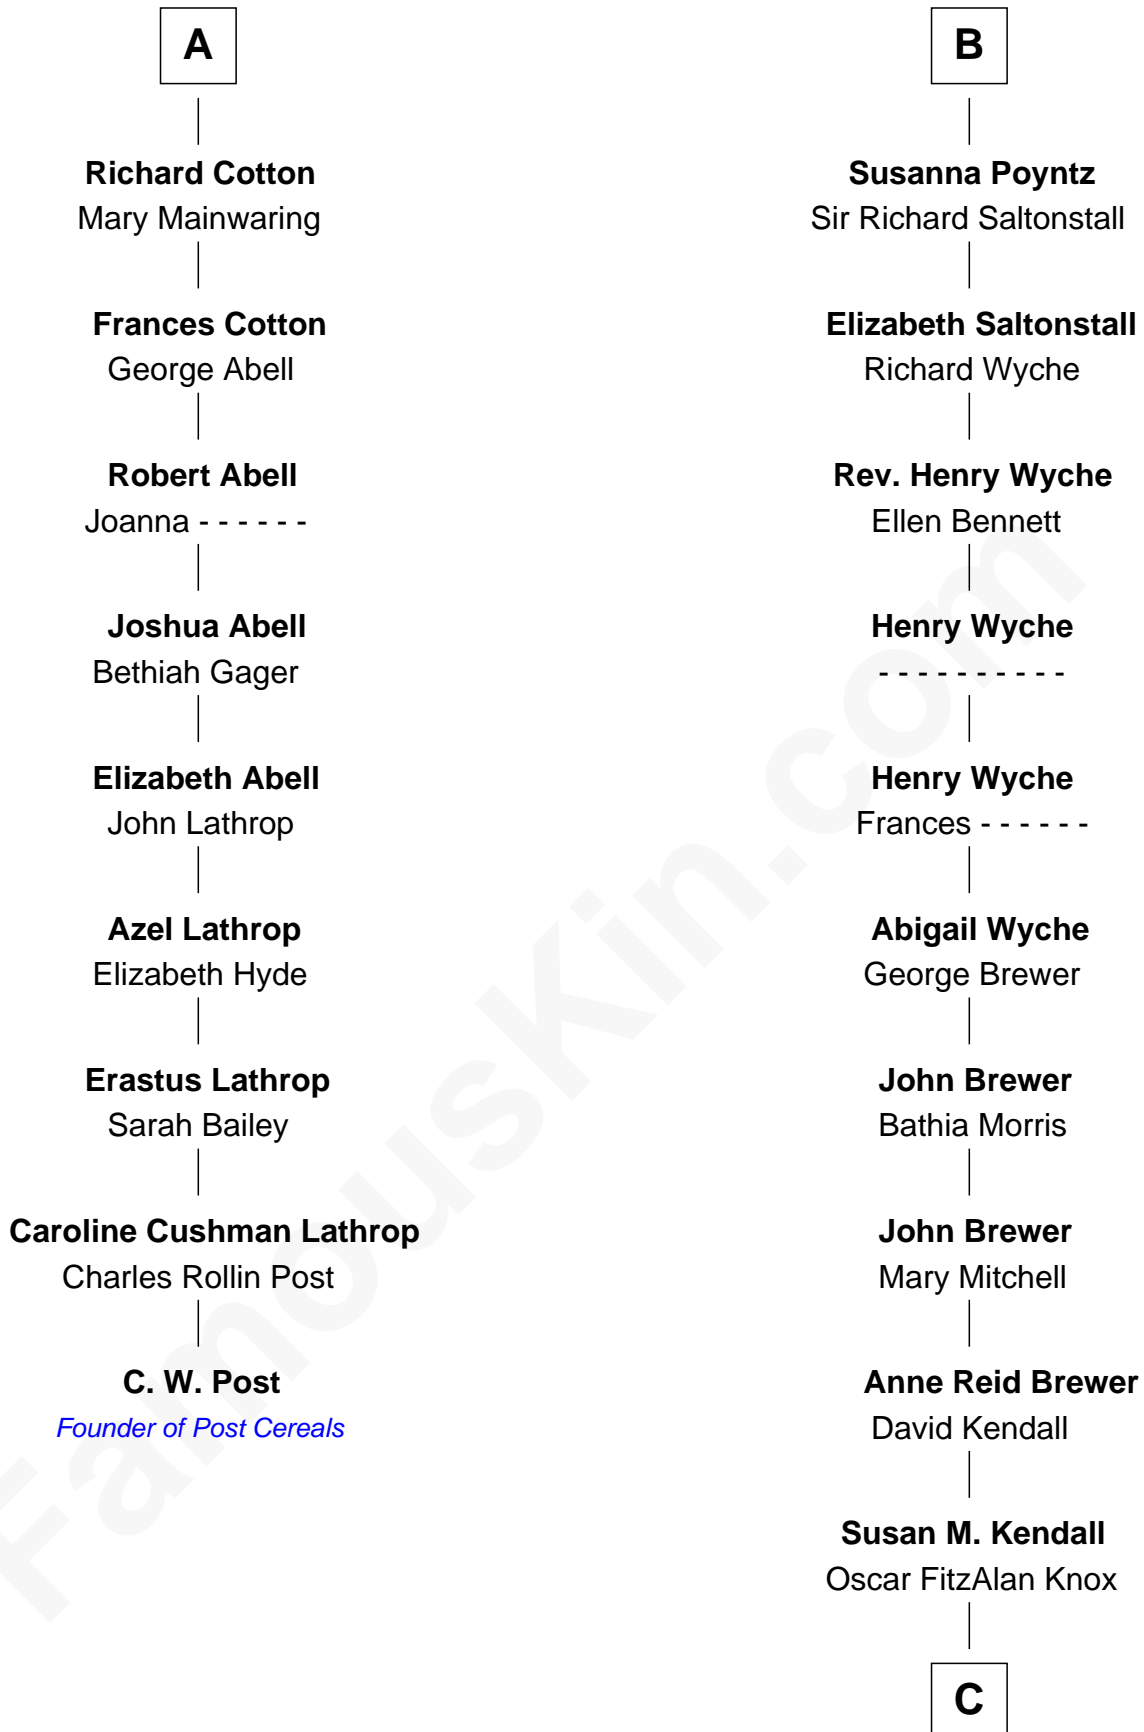 A
Richard Cotton
Mary Mainwaring
Frances Cotton
George Abell
Robert Abell
Joanna - - - - - -
Joshua Abell
Bethiah Gager
Elizabeth Abell
John Lathrop
Azel Lathrop
Elizabeth Hyde
Erastus Lathrop
Sarah Bailey
Caroline Cushman Lathrop
Charles Rollin Post
C. W. Post
Founder of Post Cereals
B
Susanna Poyntz
Sir Richard Saltonstall
Elizabeth Saltonstall
Richard Wyche
Rev. Henry Wyche
Ellen Bennett
Henry Wyche
- - - - - - - - - -
Henry Wyche
Frances - - - - - -
Abigail Wyche
George Brewer
John Brewer
Bathia Morris
John Brewer
Mary Mitchell
Anne Reid Brewer
David Kendall
Susan M. Kendall
Oscar FitzAlan Knox
C
FamousKin.com